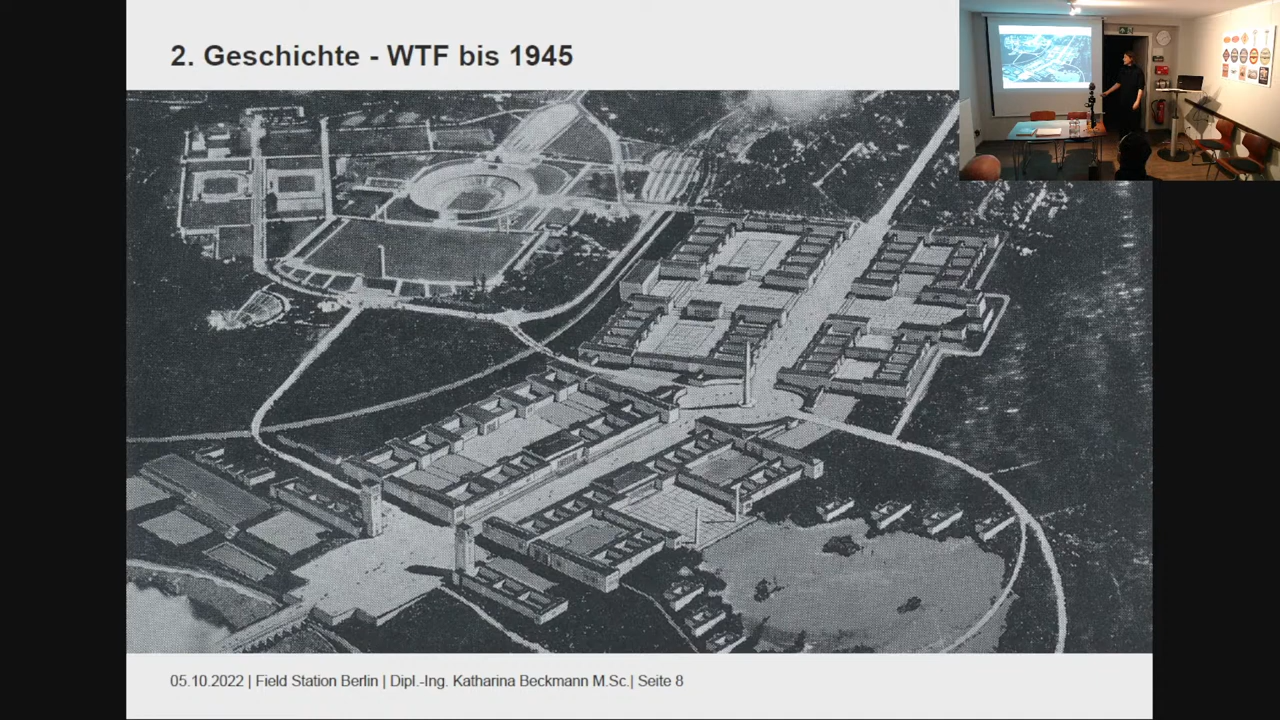 2. Geschichte - WTF bis 1945
05.10.2022 | Field Station Berlin | Dipl.-Ing. Katharina Beckmann M.Sc.| Seite 8